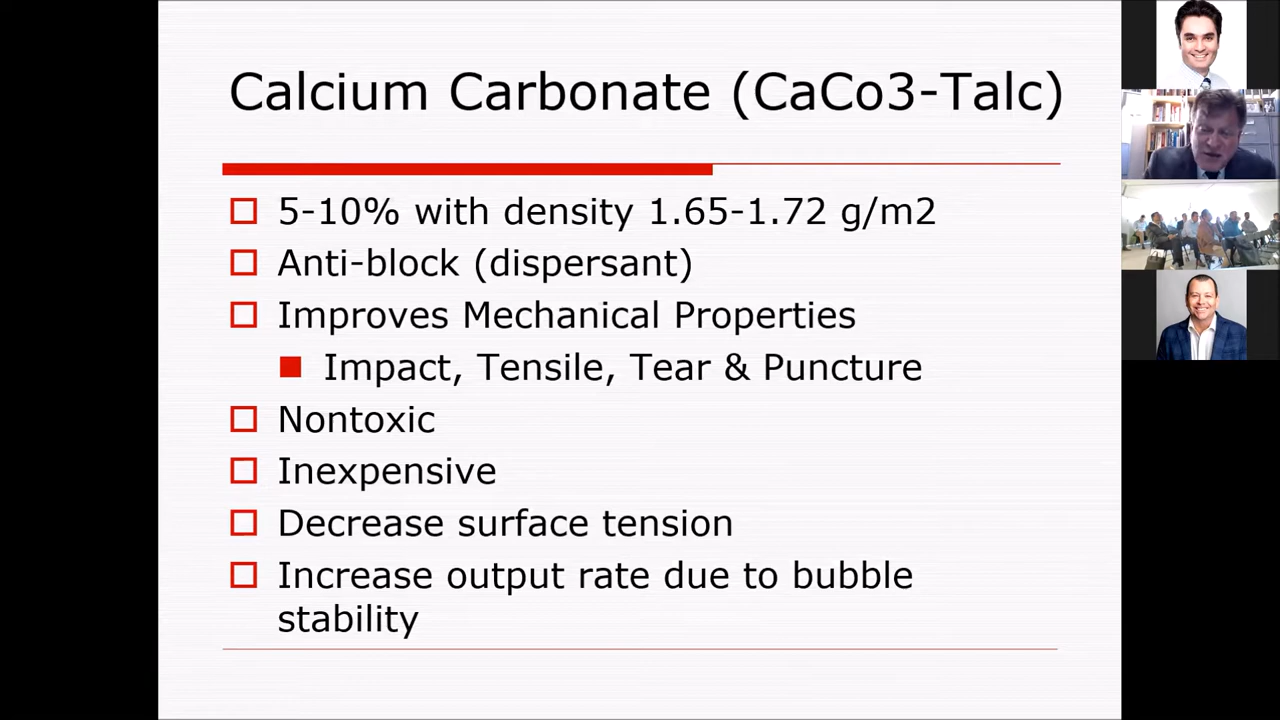 Calcium Carbonate (CaCo3-Talc)
5-10% with density 1.65-1.72 g/m2
Anti-block (dispersant)
Improves Mechanical Properties
Impact, Tensile, Tear & Puncture
Nontoxic
Inexpensive
Decrease surface tension
Increase output rate due to bubble
stability